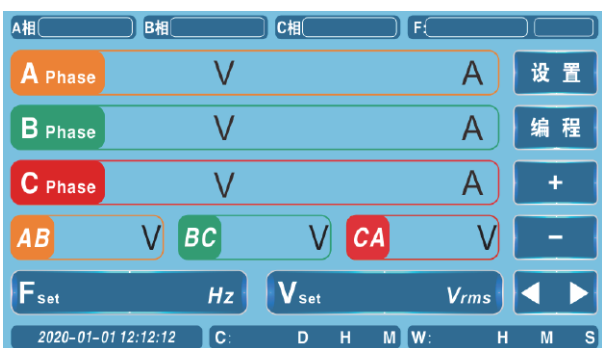 A相 B相 C相 F:
A Phase V A 设 置
B Phase V A 编 程
C Phase V A +
AB V BC V CA V −
Fset Hz Vset Vrms
2020-01-01 12:12:12 C: D H M W: H M S